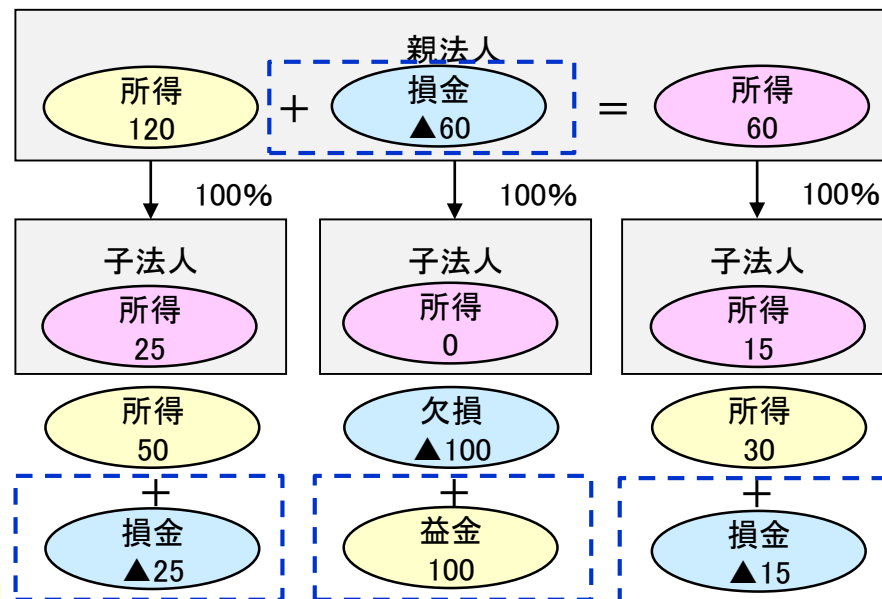 親法人
所得
120
+
損金
▲60
=
所得
60
100%
100%
100%
子法人
所得
25
子法人
所得
0
子法人
所得
15
所得
50
+
損金
▲25
欠損
▲100
+
益金
100
所得
30
+
損金
▲15